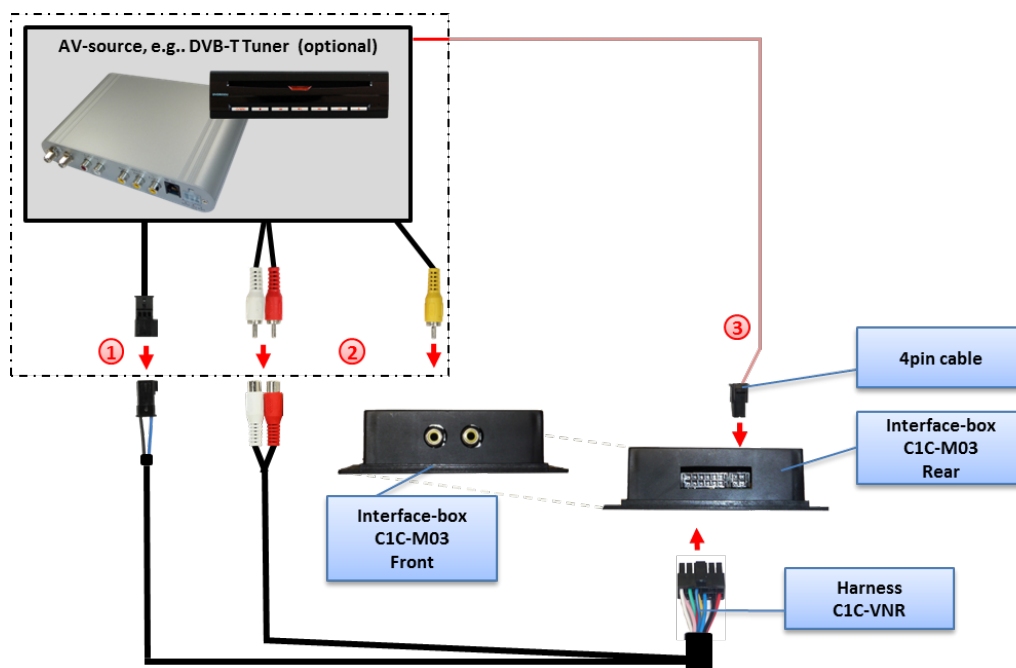 AV-source, e.g.. DVB-T Tuner (optional)
1
2
3
4pin cable
Interface-box
C1C-M03
Rear
Interface-box
C1C-M03
Front
Harness
C1C-VNR